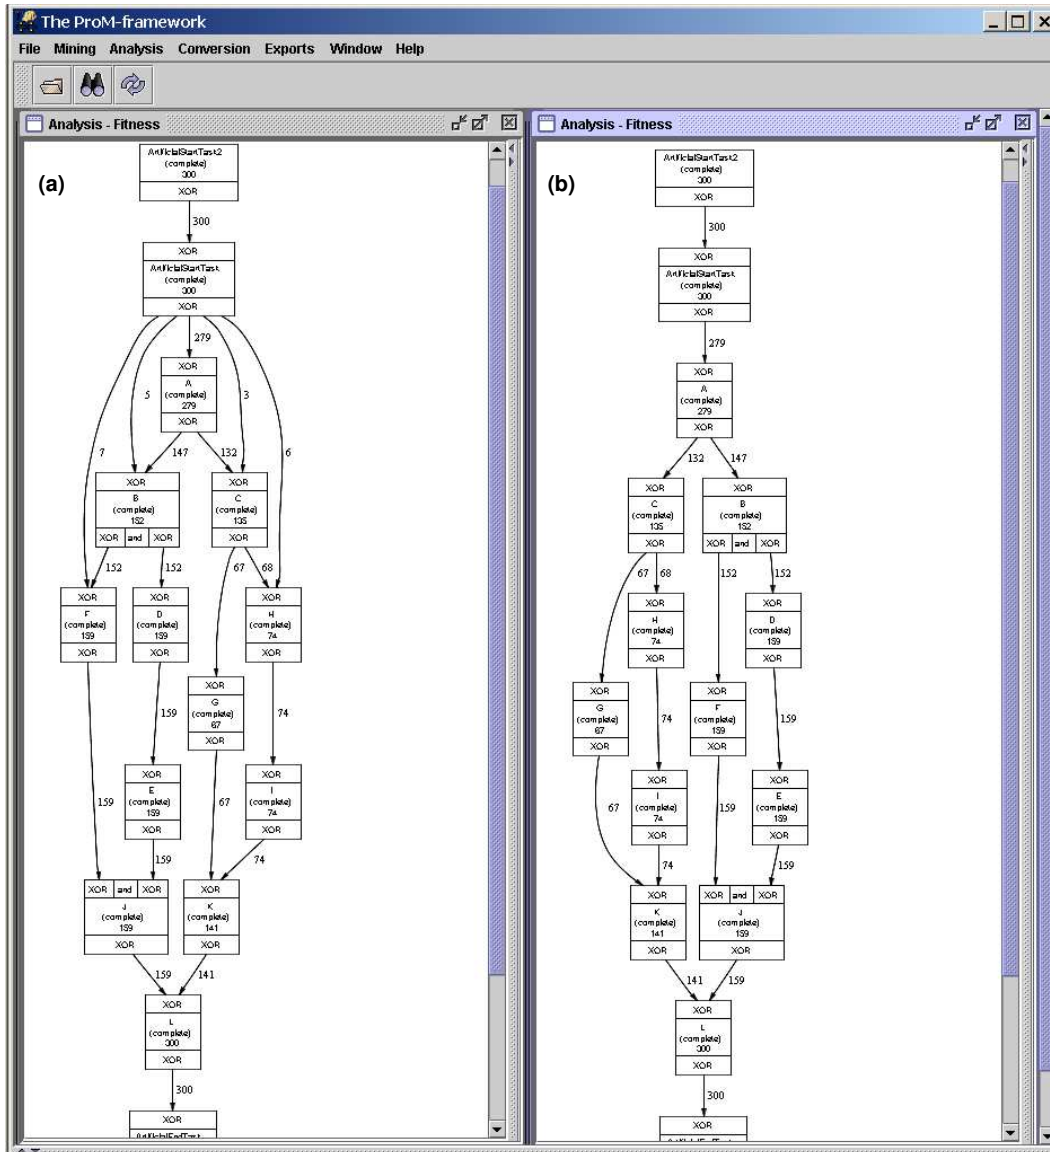 The ProM-framework
File Mining Analysis Conversion Exports Window Help
Analysis - Fitness
(a)
ArtificialStartTask2
(complete)
300
XOR
300
XOR
ArtificialStartTask
(complete)
300
XOR
279
5
3
7
6
XOR
A
(complete)
279
XOR
147
132
XOR
B
(complete)
152
XOR and XOR
XOR
C
(complete)
135
XOR
152
152
67
68
XOR
F
(complete)
159
XOR
XOR
D
(complete)
159
XOR
XOR
H
(complete)
74
XOR
XOR
G
(complete)
67
XOR
159
74
XOR
E
(complete)
159
XOR
XOR
I
(complete)
74
XOR
159
67
159
74
XOR and XOR
J
(complete)
159
XOR
XOR
K
(complete)
141
XOR
159
141
XOR
L
(complete)
300
XOR
300
XOR
ArtificialEndTask
Analysis - Fitness
(b)
ArtificialStartTask2
(complete)
300
XOR
300
XOR
ArtificialStartTask
(complete)
300
XOR
279
XOR
A
(complete)
279
XOR
132
147
XOR
C
(complete)
135
XOR
XOR
B
(complete)
152
XOR and XOR
67
68
152
152
XOR
H
(complete)
74
XOR
XOR
D
(complete)
159
XOR
XOR
G
(complete)
67
XOR
74
XOR
F
(complete)
159
XOR
159
XOR
I
(complete)
74
XOR
XOR
E
(complete)
159
XOR
67
159
74
159
XOR
K
(complete)
141
XOR
XOR and XOR
J
(complete)
159
XOR
141
159
XOR
L
(complete)
300
XOR
300
XOR
ArtificialEndTask